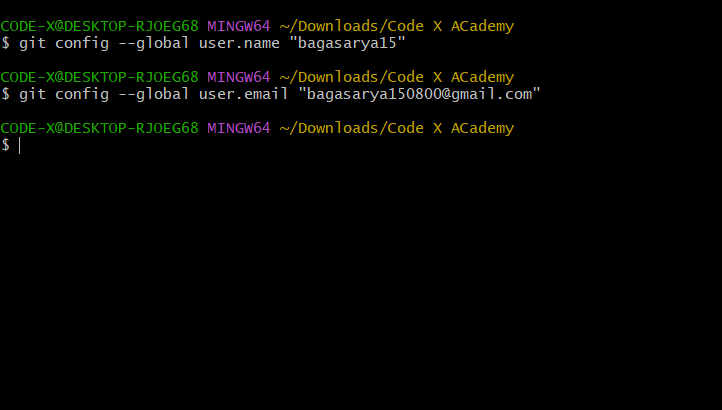 CODE-X@DESKTOP-RJOEG68 MINGW64 ~/Downloads/Code X ACademy
$ git config --global user.name "bagasarya15"
CODE-X@DESKTOP-RJOEG68 MINGW64 ~/Downloads/Code X ACademy
$ git config --global user.email "bagasarya150800@gmail.com"
CODE-X@DESKTOP-RJOEG68 MINGW64 ~/Downloads/Code X ACademy
$